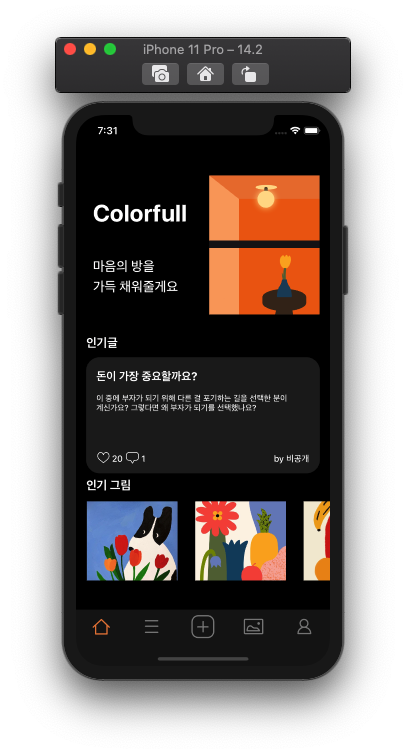 iPhone 11 Pro – 14.2
7:31
Colorfull
마음의 방을
가득 채워줄게요
인기글
돈이 가장 중요할까요?
이 중에 부자가 되기 위해 다른 걸 포기하는 길을 선택한 분이
계신가요? 그렇다면 왜 부자가 되기를 선택했나요?
20 1 by 비공개
인기 그림